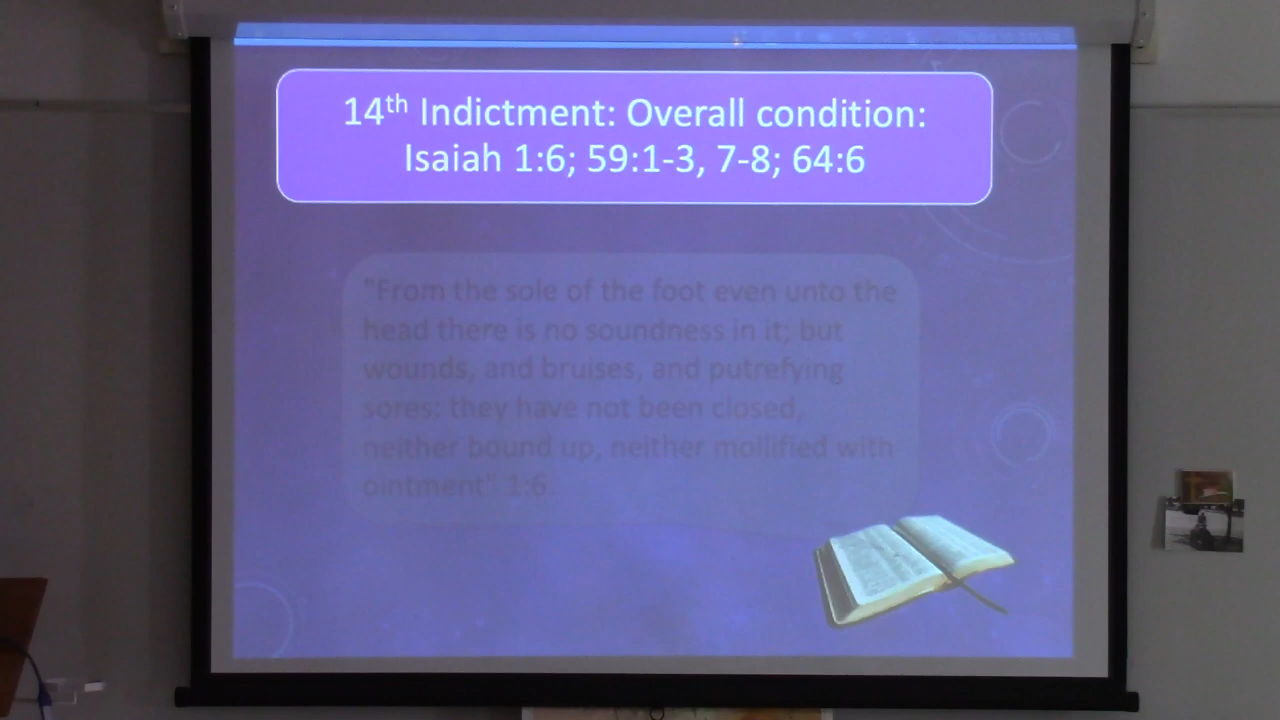 14th Indictment: Overall condition:
Isaiah 1:6; 59:1-3, 7-8; 64:6
"From the sole of the foot even unto the
head there is no soundness in it; but
wounds, and bruises, and putrefying
sores: they have not been closed,
neither bound up, neither mollified with
ointment" 1:6.